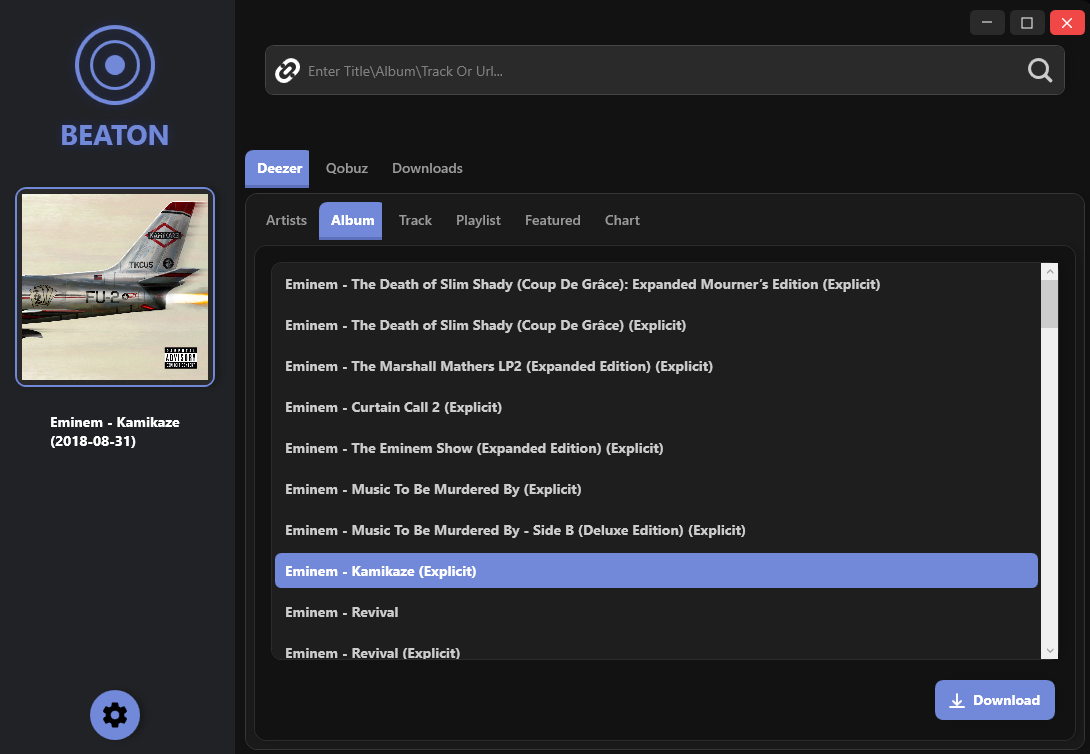 BEATON
Enter Title\Album\Track Or Url...
Deezer
Qobuz
Downloads
Artists
Album
Track
Playlist
Featured
Chart
KAMIKAZE
TIKCUS
FU-2
PARENTAL
ADVISORY
EXPLICIT CONTENT
Eminem - Kamikaze
(2018-08-31)
Eminem - The Death of Slim Shady (Coup De Grâce): Expanded Mourner’s Edition (Explicit)
Eminem - The Death of Slim Shady (Coup De Grâce) (Explicit)
Eminem - The Marshall Mathers LP2 (Expanded Edition) (Explicit)
Eminem - Curtain Call 2 (Explicit)
Eminem - The Eminem Show (Expanded Edition) (Explicit)
Eminem - Music To Be Murdered By (Explicit)
Eminem - Music To Be Murdered By - Side B (Deluxe Edition) (Explicit)
Eminem - Kamikaze (Explicit)
Eminem - Revival
Eminem - Revival (Explicit)
Download